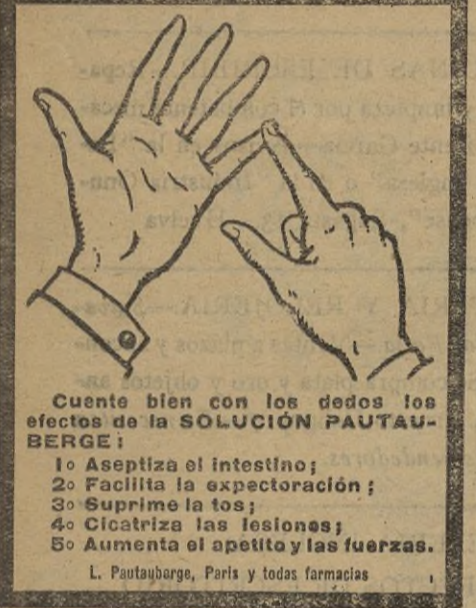 Cuente bien con los dedos los
efectos de la SOLUCIÓN PAUTAU-
BERGE:
1o Aseptiza el intestino;
2o Facilita la expectoración;
3o Suprime la tos;
4o Cicatriza las lesiones;
5o Aumenta el apetito y las fuerzas.
L. Pautauberge, Paris y todas farmacias